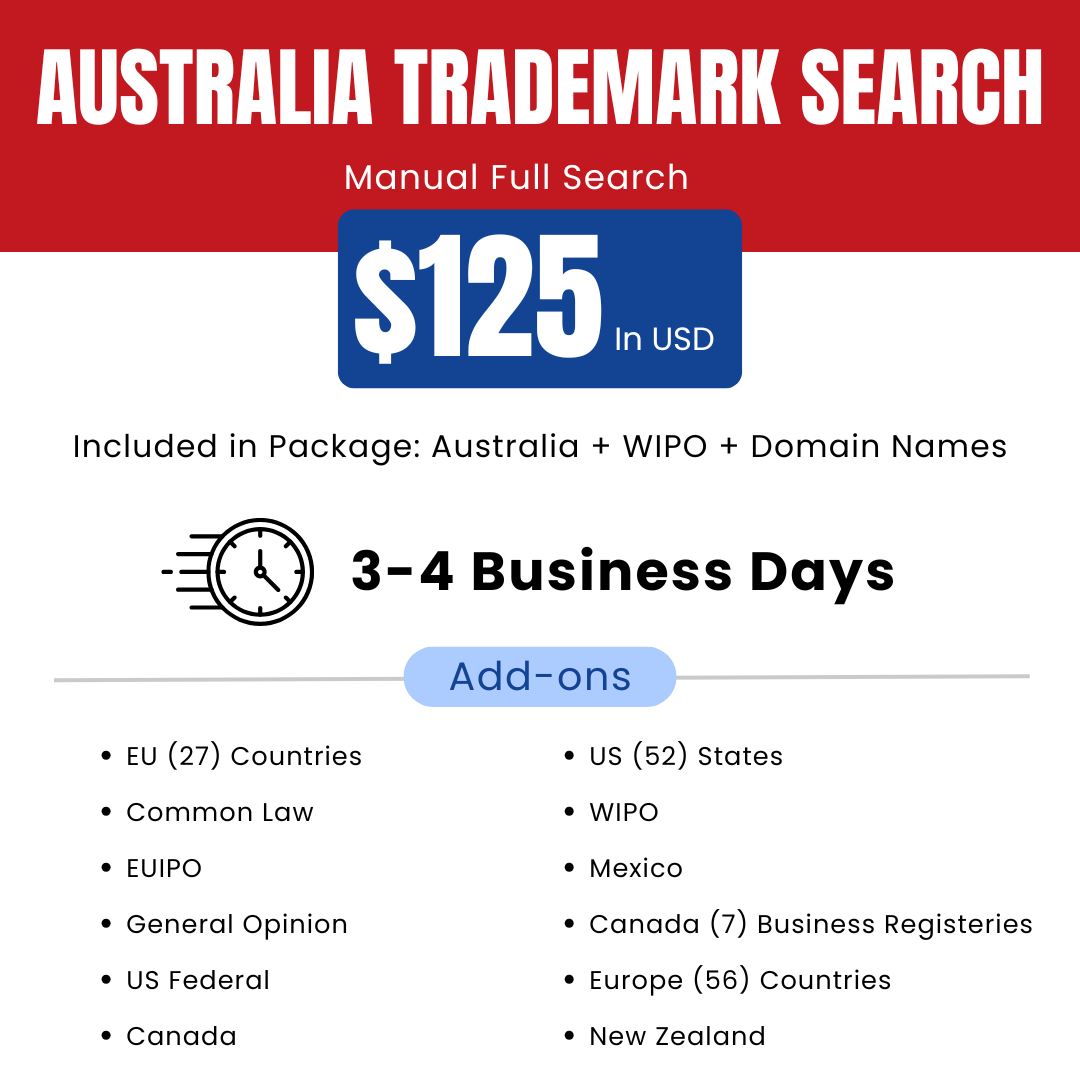 AUSTRALIA TRADEMARK SEARCH
Manual Full Search
$125 In USD
Included in Package: Australia + WIPO + Domain Names
3-4 Business Days
Add-ons
• EU (27) Countries
• Common Law
• EUIPO
• General Opinion
• US Federal
• Canada
• US (52) States
• WIPO
• Mexico
• Canada (7) Business Registeries
• Europe (56) Countries
• New Zealand